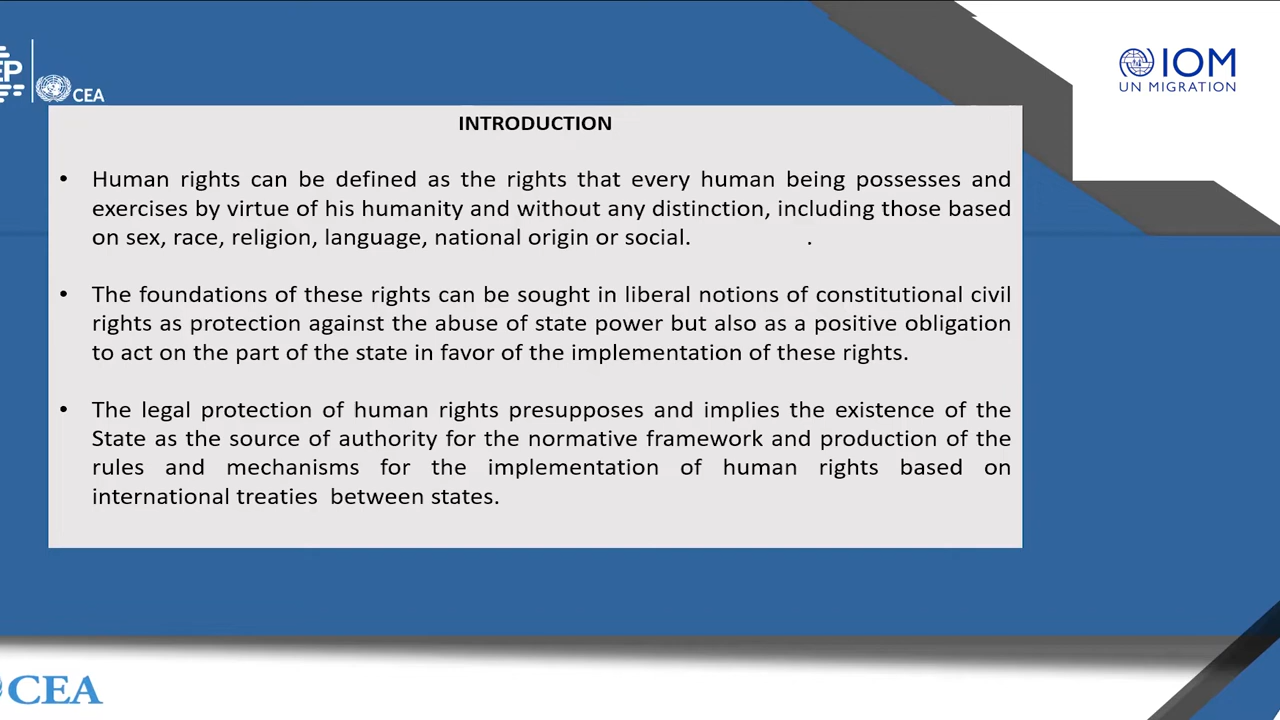 EP
CEA
IOM
UN MIGRATION
INTRODUCTION
• Human rights can be defined as the rights that every human being possesses and
exercises by virtue of his humanity and without any distinction, including those based
on sex, race, religion, language, national origin or social. .
• The foundations of these rights can be sought in liberal notions of constitutional civil
rights as protection against the abuse of state power but also as a positive obligation
to act on the part of the state in favor of the implementation of these rights.
• The legal protection of human rights presupposes and implies the existence of the
State as the source of authority for the normative framework and production of the
rules and mechanisms for the implementation of human rights based on
international treaties between states.
CEA